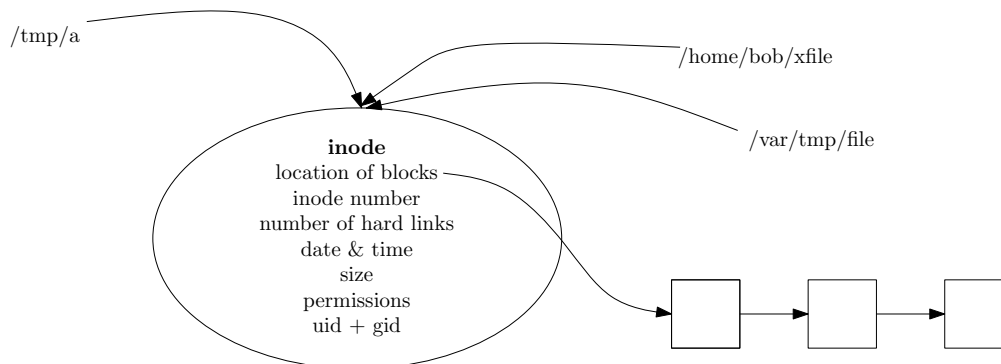 /tmp/a
/home/bob/xfile
/var/tmp/file
inode
location of blocks
inode number
number of hard links
date & time
size
permissions
uid + gid